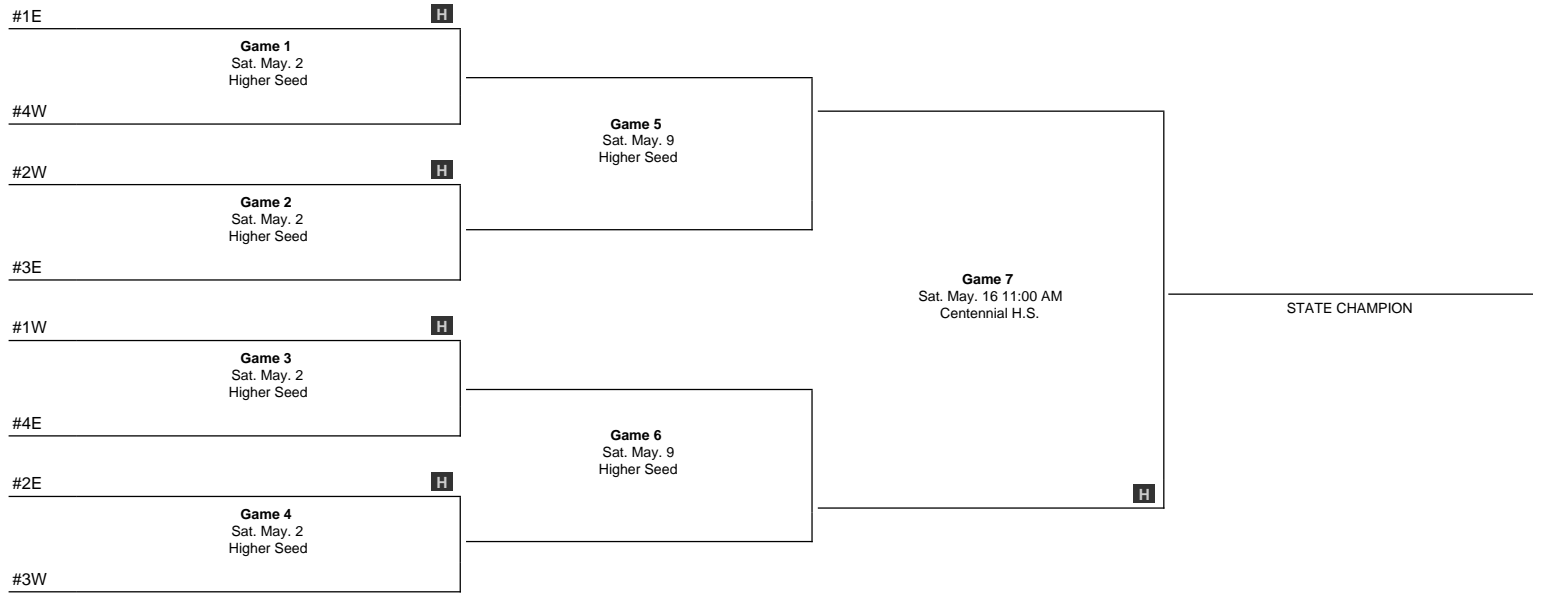 #1E
H
Game 1
Sat. May. 2
Higher Seed
#4W
#2W
H
Game 2
Sat. May. 2
Higher Seed
#3E
Game 5
Sat. May. 9
Higher Seed
#1W
H
Game 3
Sat. May. 2
Higher Seed
#4E
#2E
H
Game 4
Sat. May. 2
Higher Seed
#3W
Game 6
Sat. May. 9
Higher Seed
Game 7
Sat. May. 16 11:00 AM
Centennial H.S.
H
STATE CHAMPION